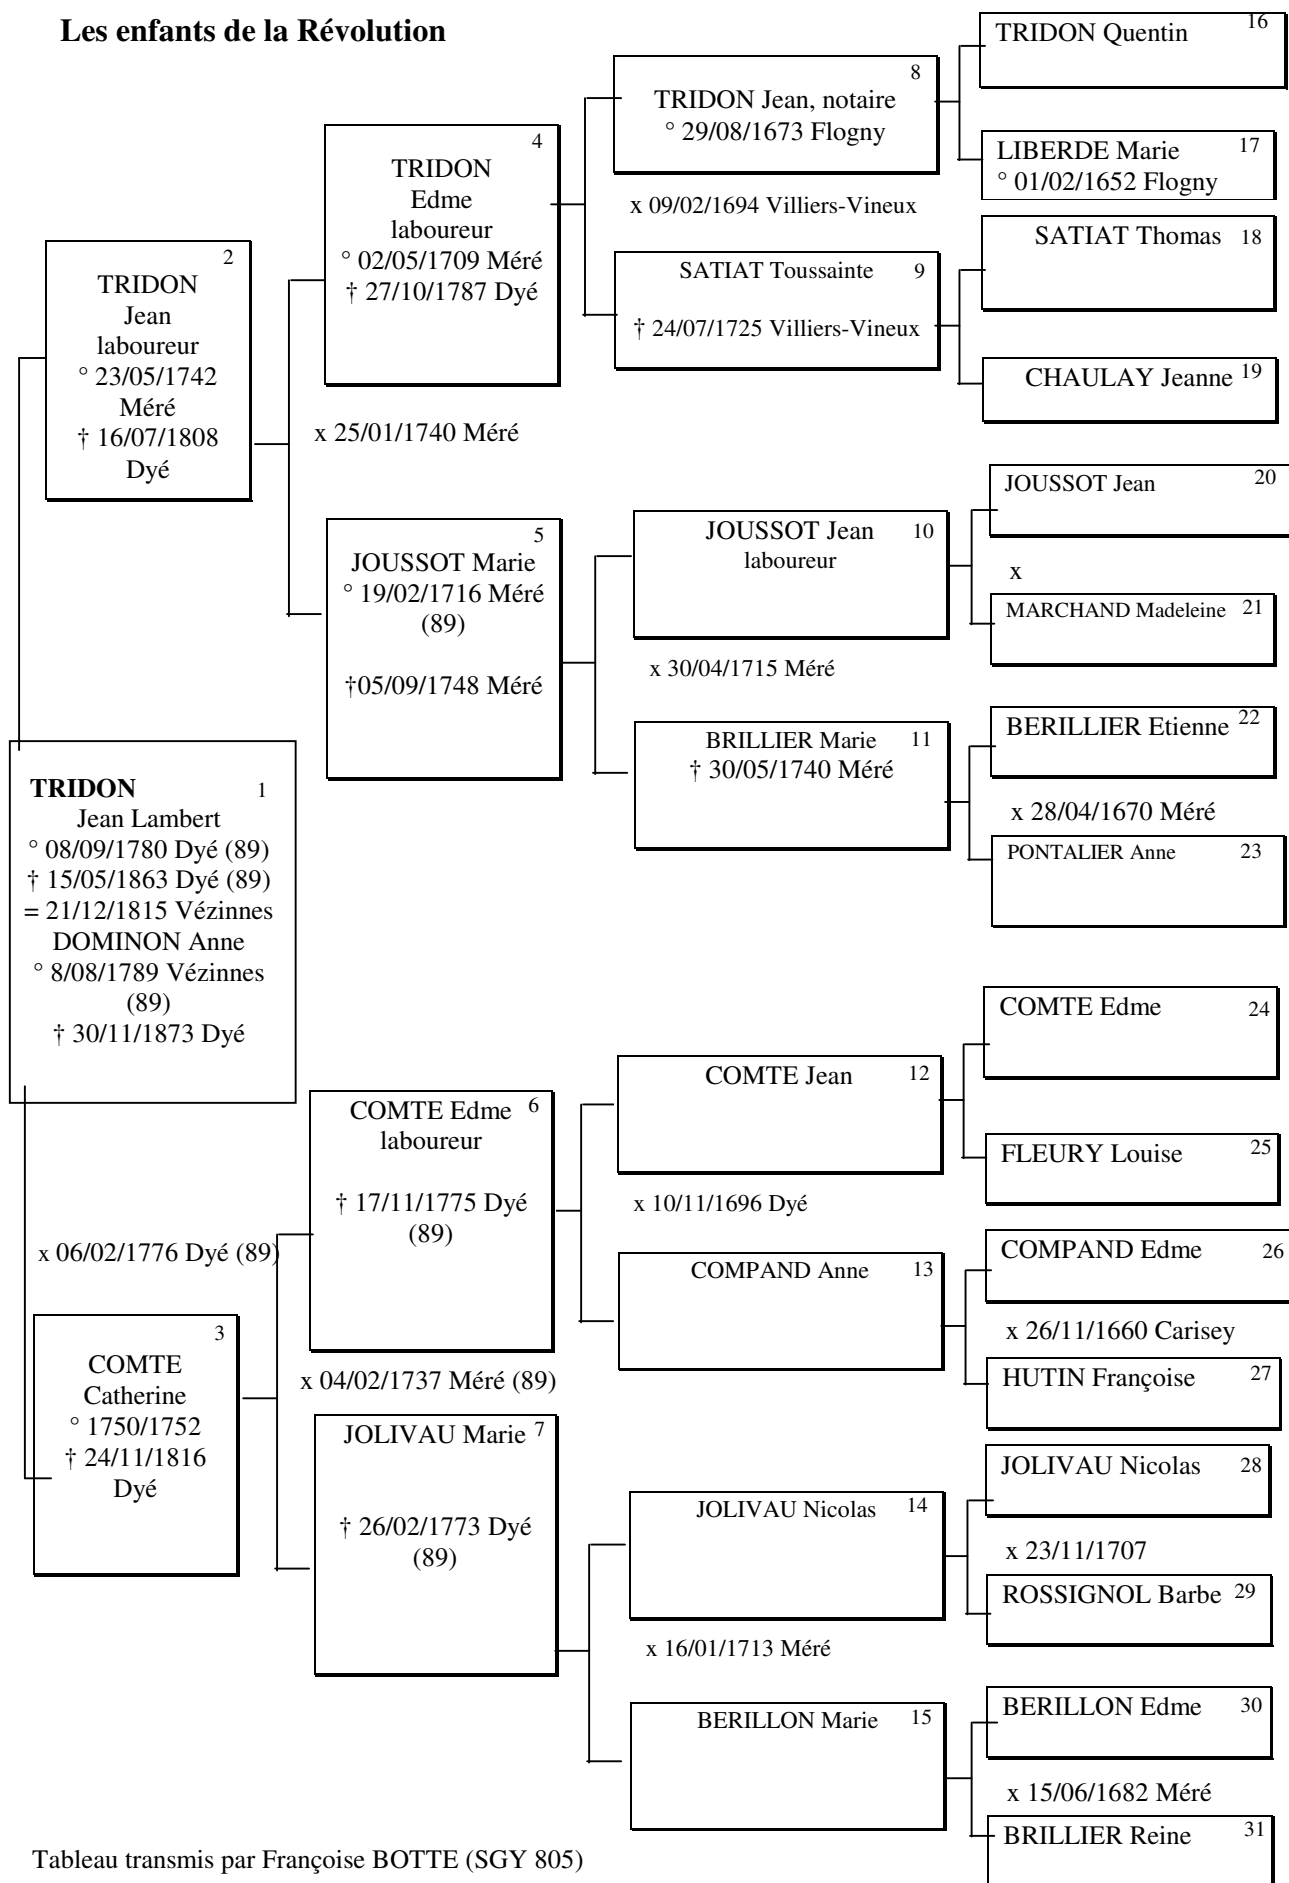 Les enfants de la Révolution
16
TRIDON Quentin
8
TRIDON Jean, notaire
° 29/08/1673 Flogny
LIBERDE Marie 17
° 01/02/1652 Flogny
4
TRIDON
Edme
laboureur
° 02/05/1709 Méré
† 27/10/1787 Dyé
x 09/02/1694 Villiers-Vineux
SATIAT Thomas 18
SATIAT Toussainte 9
† 24/07/1725 Villiers-Vineux
CHAULAY Jeanne 19
2
TRIDON
Jean
laboureur
° 23/05/1742
Méré
† 16/07/1808
Dyé
x 25/01/1740 Méré
JOUSSOT Jean 20
JOUSSOT Jean 10
laboureur
x
MARCHAND Madeleine 21
5
JOUSSOT Marie
° 19/02/1716 Méré
(89)
†05/09/1748 Méré
x 30/04/1715 Méré
BERILLIER Etienne 22
BRILLIER Marie 11
† 30/05/1740 Méré
x 28/04/1670 Méré
PONTALIER Anne 23
TRIDON 1
Jean Lambert
° 08/09/1780 Dyé (89)
† 15/05/1863 Dyé (89)
= 21/12/1815 Vézinnes
DOMINON Anne
° 8/08/1789 Vézinnes
(89)
† 30/11/1873 Dyé
COMTE Edme 24
COMTE Jean 12
FLEURY Louise 25
COMTE Edme 6
laboureur
† 17/11/1775 Dyé
(89)
x 10/11/1696 Dyé
COMPAND Edme 26
COMPAND Anne 13
x 26/11/1660 Carisey
HUTIN Françoise 27
x 06/02/1776 Dyé (89)
3
COMTE
Catherine
° 1750/1752
† 24/11/1816
Dyé
x 04/02/1737 Méré (89)
JOLIVAU Marie 7
† 26/02/1773 Dyé
(89)
JOLIVAU Nicolas 28
JOLIVAU Nicolas 14
x 23/11/1707
ROSSIGNOL Barbe 29
x 16/01/1713 Méré
BERILLON Edme 30
BERILLON Marie 15
x 15/06/1682 Méré
BRILLIER Reine 31
Tableau transmis par Françoise BOTTE (SGY 805)